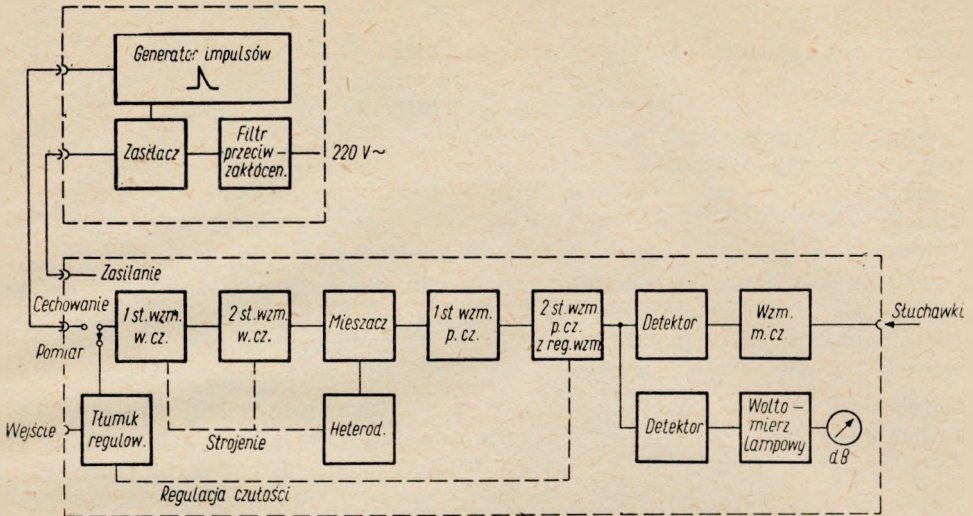 Generator impulsów
Zasilacz
Filtr
przeciw-
zakłócen.
220 V~
Zasilanie
Cechowanie
Pomiar
Wejście
1 st. wzm.
w. cz.
2 st. wzm.
w. cz.
Mieszacz
1 st wzm.
p. cz.
2 st. wzm.
p. cz.
z reg. wzm.
Detektor
Wzm.
m. cz.
Słuchawki
Tłumik
regulow.
Strojenie
Heterod.
Detektor
Wolto-
mierz
lampowy
dB
Regulacja czułości